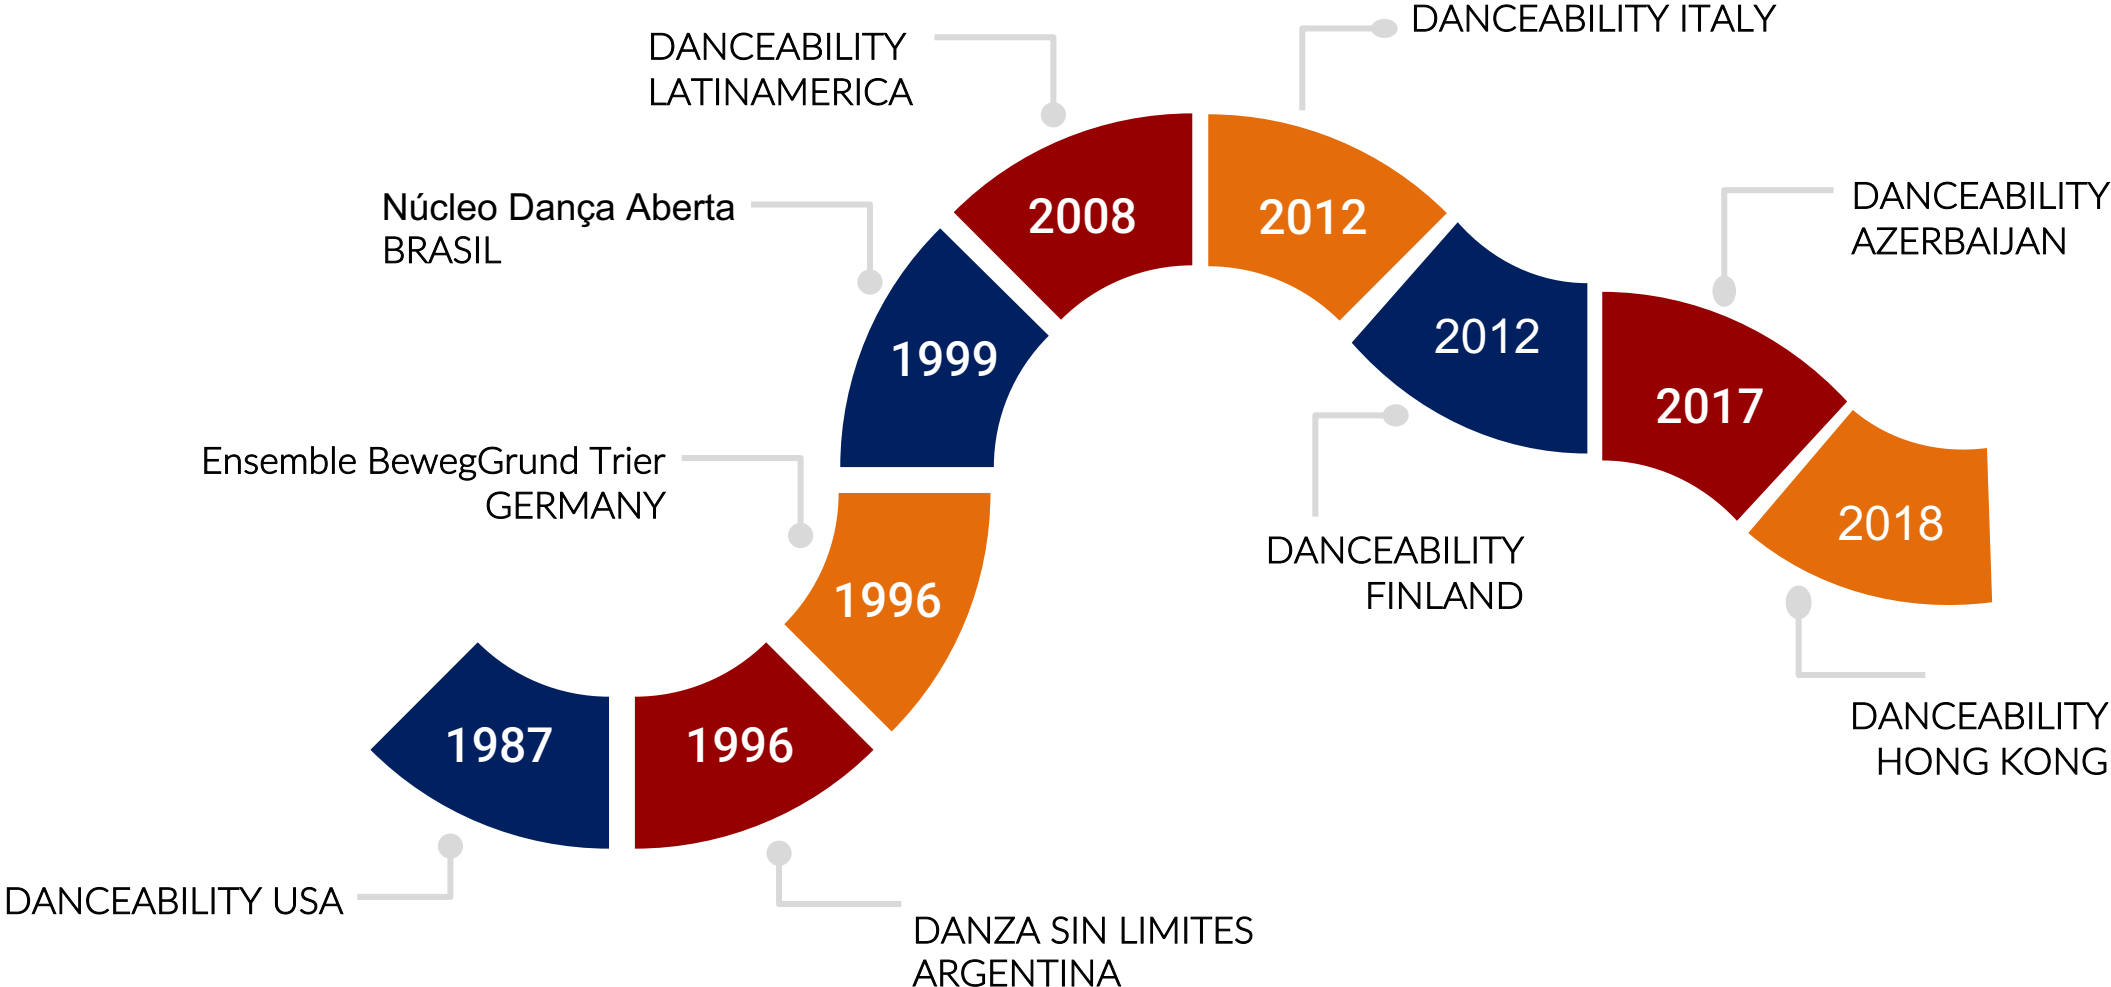 DANCEABILITY ITALY
DANCEABILITY
LATINAMERICA
DANCEABILITY
AZERBAIJAN
Núcleo Dança Aberta
BRASIL
2008
2012
1999
2012
2017
Ensemble BewegGrund Trier
GERMANY
2018
DANCEABILITY
FINLAND
1996
1987
1996
DANCEABILITY
HONG KONG
DANCEABILITY USA
DANZA SIN LIMITES
ARGENTINA